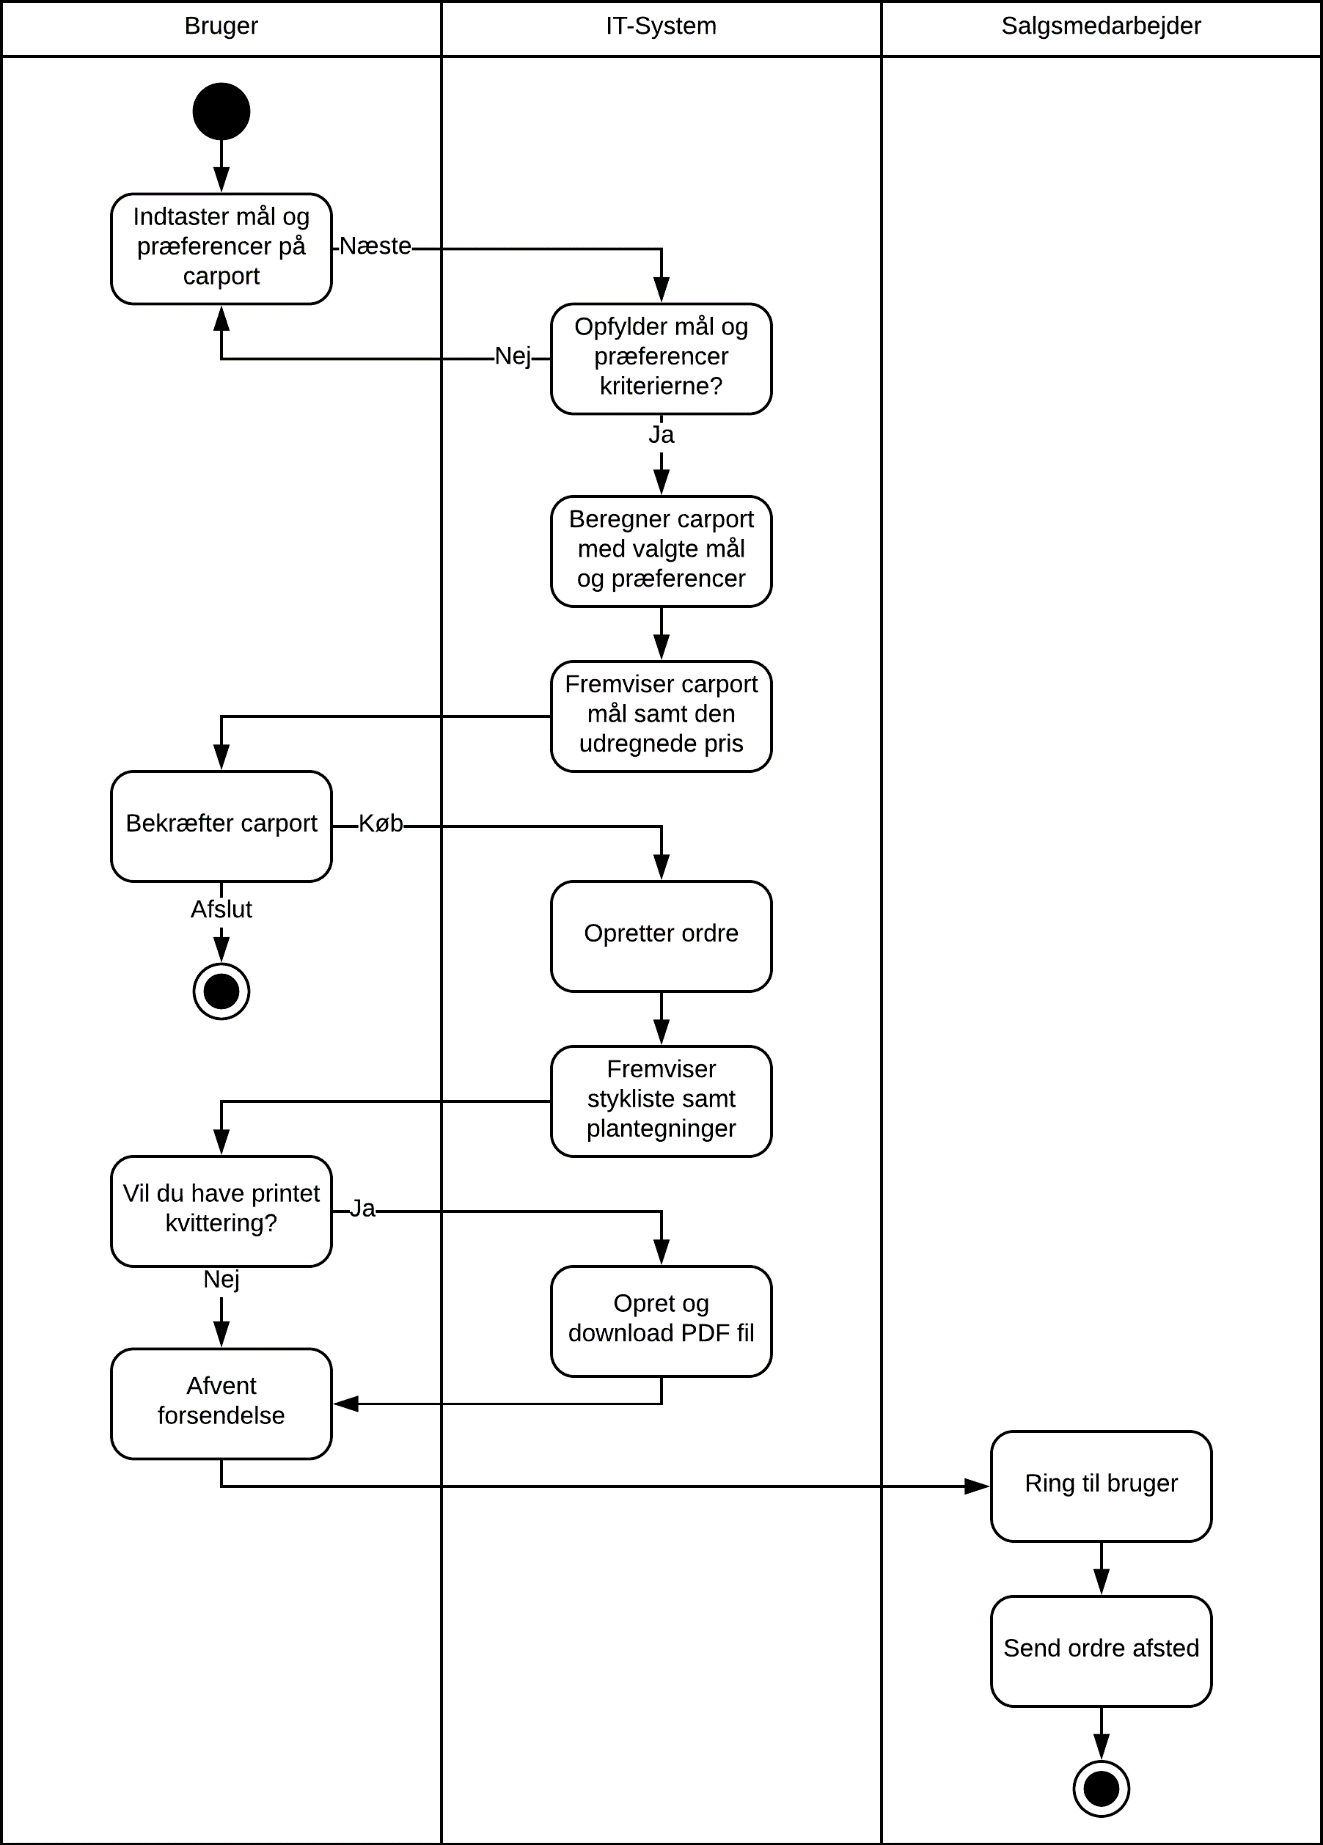 Bruger
IT-System
Salgsmedarbejder
Indtaster mål og
præferencer på
carport
Næste
Opfylder mål og
præferencer
kriterierne?
Nej
Ja
Beregner carport
med valgte mål
og præferencer
Fremviser carport
mål samt den
udregnede pris
Bekræfter carport
Køb
Afslut
Opretter ordre
Fremviser
stykliste samt
plantegninger
Vil du have printet
kvittering?
Ja
Nej
Opret og
download PDF fil
Afvent
forsendelse
Ring til bruger
Send ordre afsted